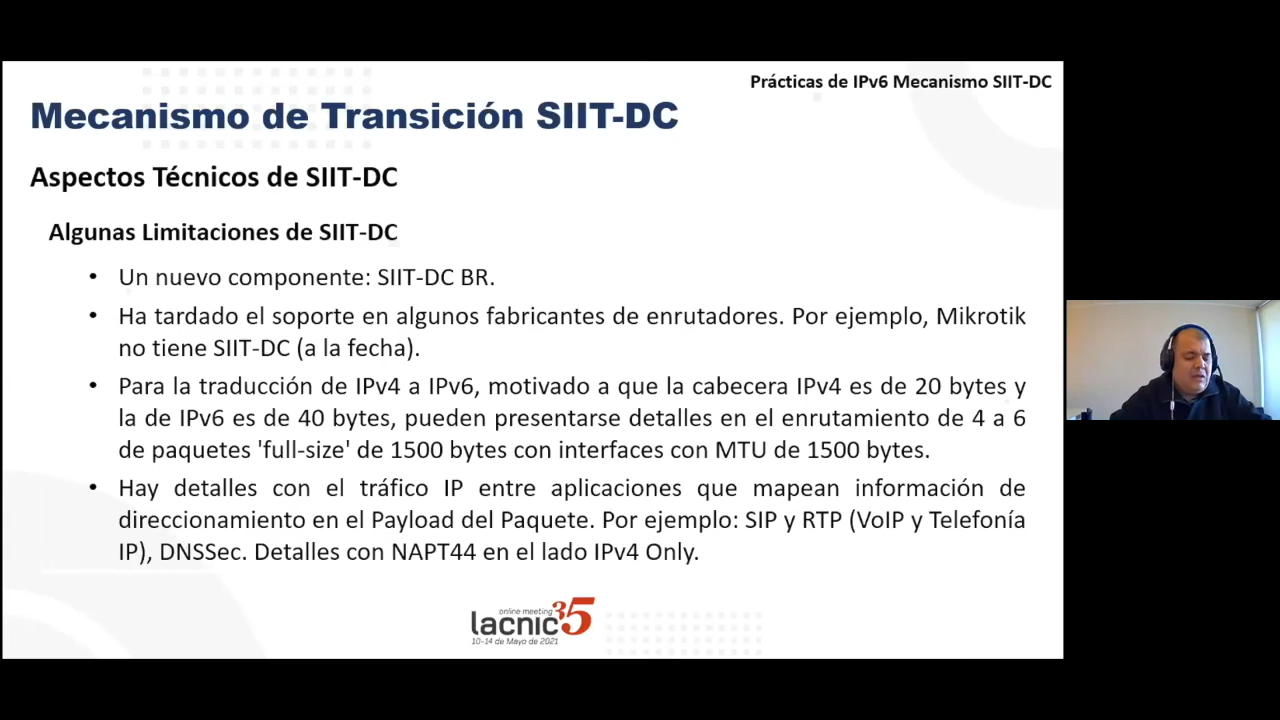 Prácticas de IPv6 Mecanismo SIIT-DC
Mecanismo de Transición SIIT-DC
Aspectos Técnicos de SIIT-DC
Algunas Limitaciones de SIIT-DC
• Un nuevo componente: SIIT-DC BR.
• Ha tardado el soporte en algunos fabricantes de enrutadores. Por ejemplo, Mikrotik
no tiene SIIT-DC (a la fecha).
• Para la traducción de IPv4 a IPv6, motivado a que la cabecera IPv4 es de 20 bytes y
la de IPv6 es de 40 bytes, pueden presentarse detalles en el enrutamiento de 4 a 6
de paquetes 'full-size' de 1500 bytes con interfaces con MTU de 1500 bytes.
• Hay detalles con el tráfico IP entre aplicaciones que mapean información de
direccionamiento en el Payload del Paquete. Por ejemplo: SIP y RTP (VoIP y Telefonía
IP), DNSSec. Detalles con NAPT44 en el lado IPv4 Only.
online meeting
lacnic35
10-14 de Mayo de 2021